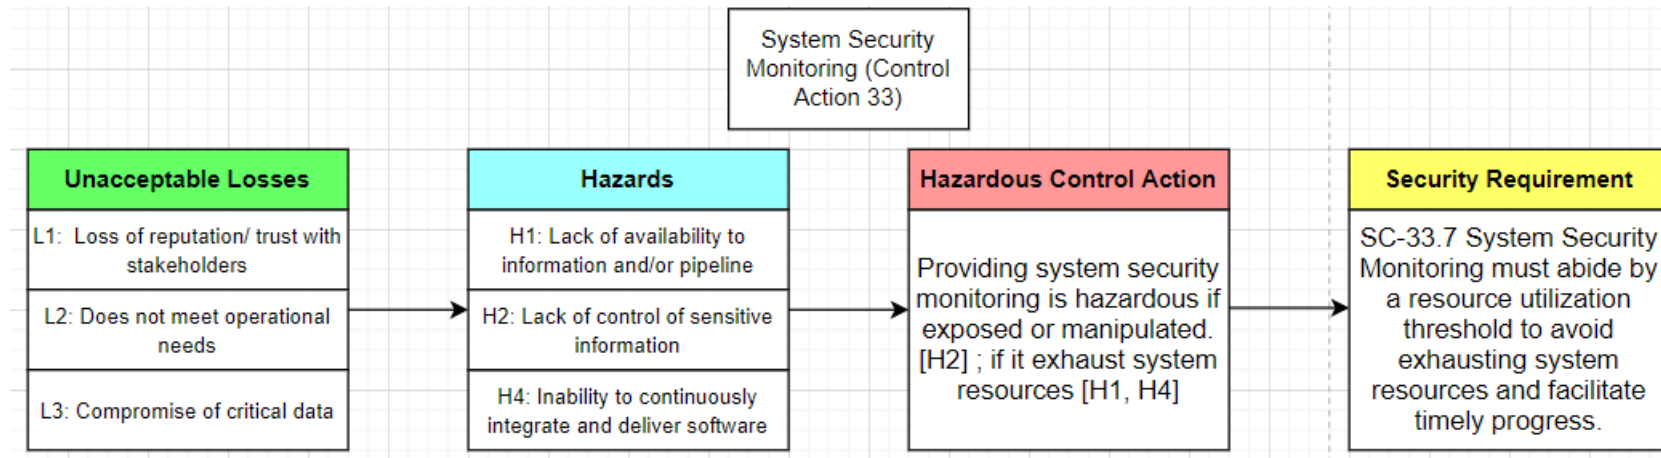 System Security
Monitoring (Control
Action 33)
Unacceptable Losses
L1:  Loss of reputation/ trust with
stakeholders
L2: Does not meet operational
needs
L3: Compromise of critical data
Hazards
H1: Lack of availability to
information and/or pipeline
H2: Lack of control of sensitive
information
H4: Inability to continuously
integrate and deliver software
Hazardous Control Action
Providing system security
monitoring is hazardous if
exposed or manipulated.
[H2] ; if it exhaust system
resources [H1, H4]
Security Requirement
SC-33.7 System Security
Monitoring must abide by
a resource utilization
threshold to avoid
exhausting system
resources and facilitate
timely progress.